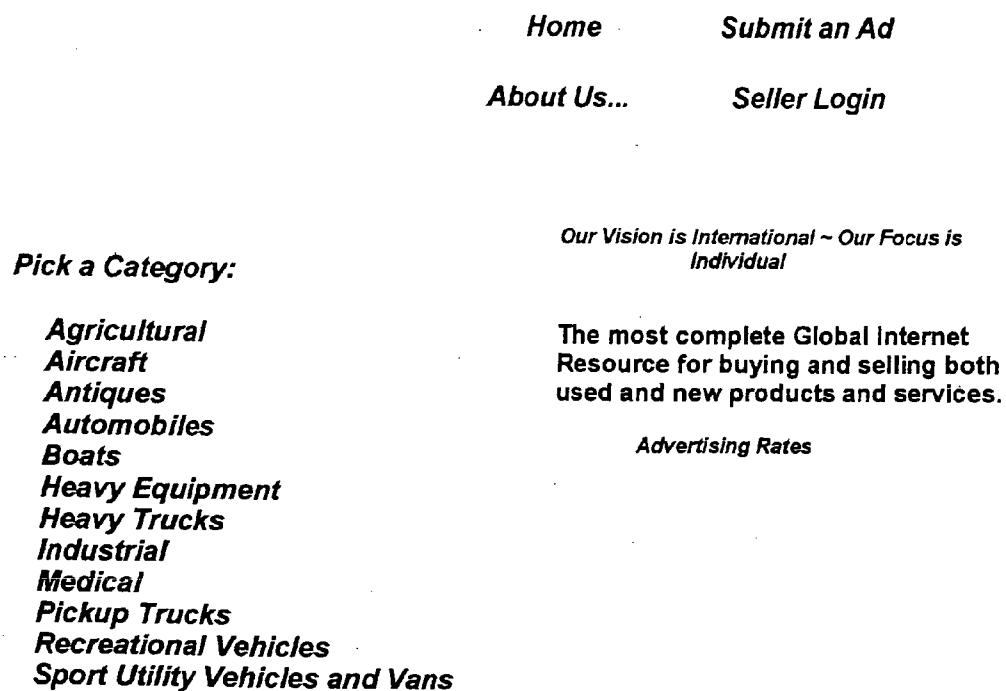 Home Submit an Ad
About Us... Seller Login
Our Vision is International ~ Our Focus is
Individual
Pick a Category:
Agricultural
Aircraft
Antiques
Automobiles
Boats
Heavy Equipment
Heavy Trucks
Industrial
Medical
Pickup Trucks
Recreational Vehicles
Sport Utility Vehicles and Vans
The most complete Global Internet
Resource for buying and selling both
used and new products and services.
Advertising Rates